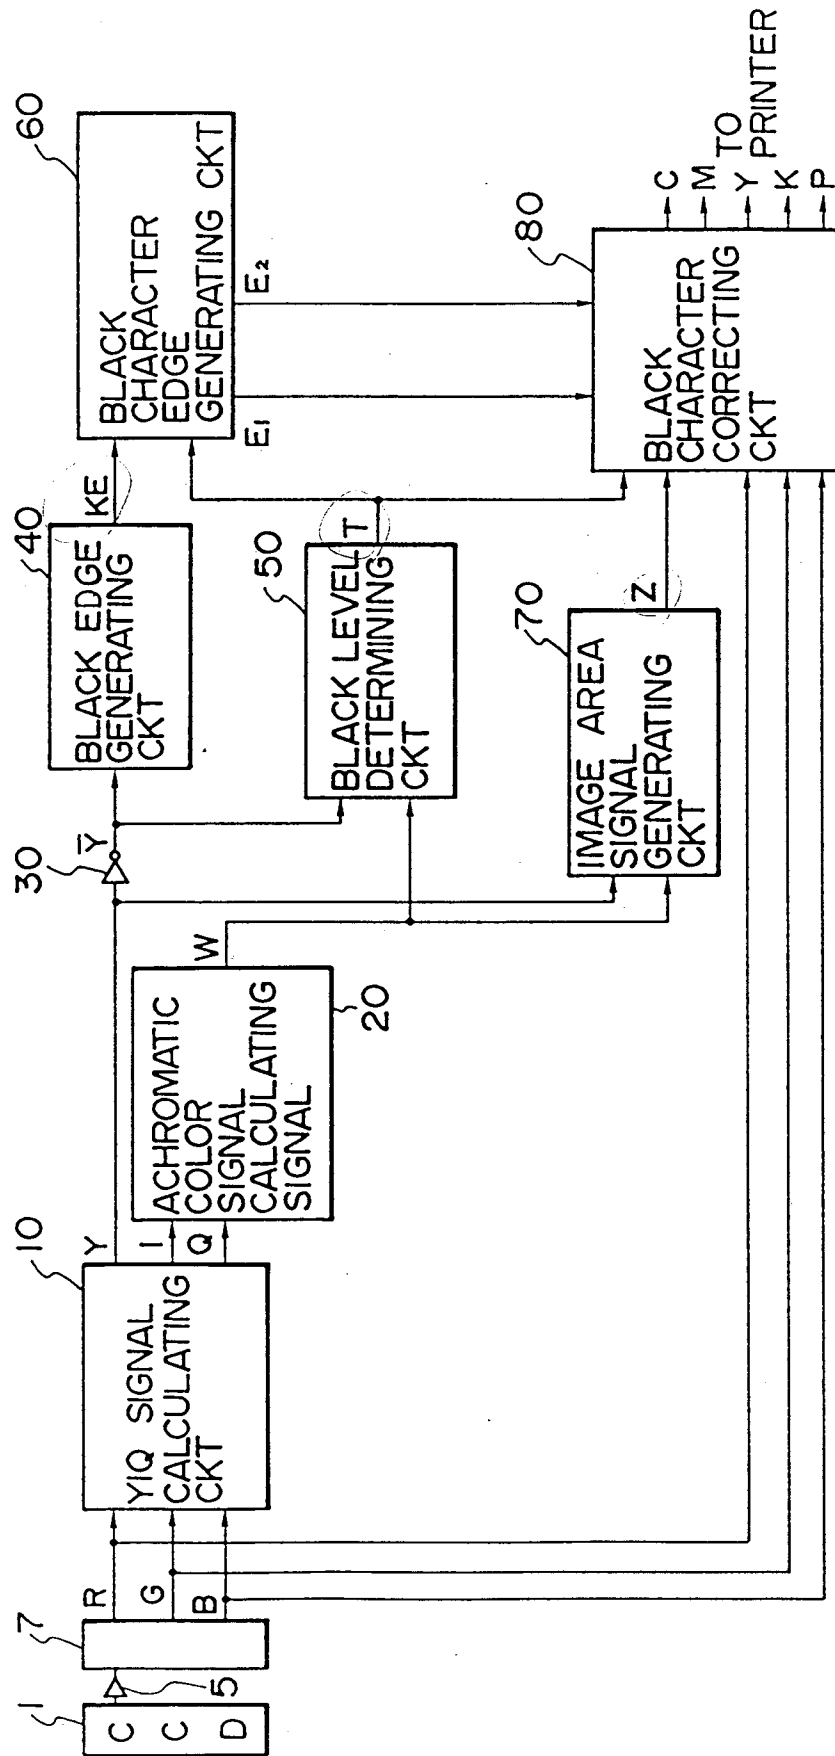 1
C
C
D
5
7
R
G
B
10
YIQ SIGNAL
CALCULATING
CKT
Y
I
Q
ACHROMATIC
COLOR
SIGNAL
CALCULATING
SIGNAL
20
W
30
Y̅
40
BLACK EDGE
GENERATING
CKT
KE
50
BLACK LEVEL
DETERMINING
CKT
T
60
BLACK
CHARACTER
EDGE
GENERATING CKT
E1
E2
70
IMAGE AREA
SIGNAL
GENERATING
CKT
Z
80
BLACK
CHARACTER
CORRECTING
CKT
C
M
Y
K
P
TO
PRINTER